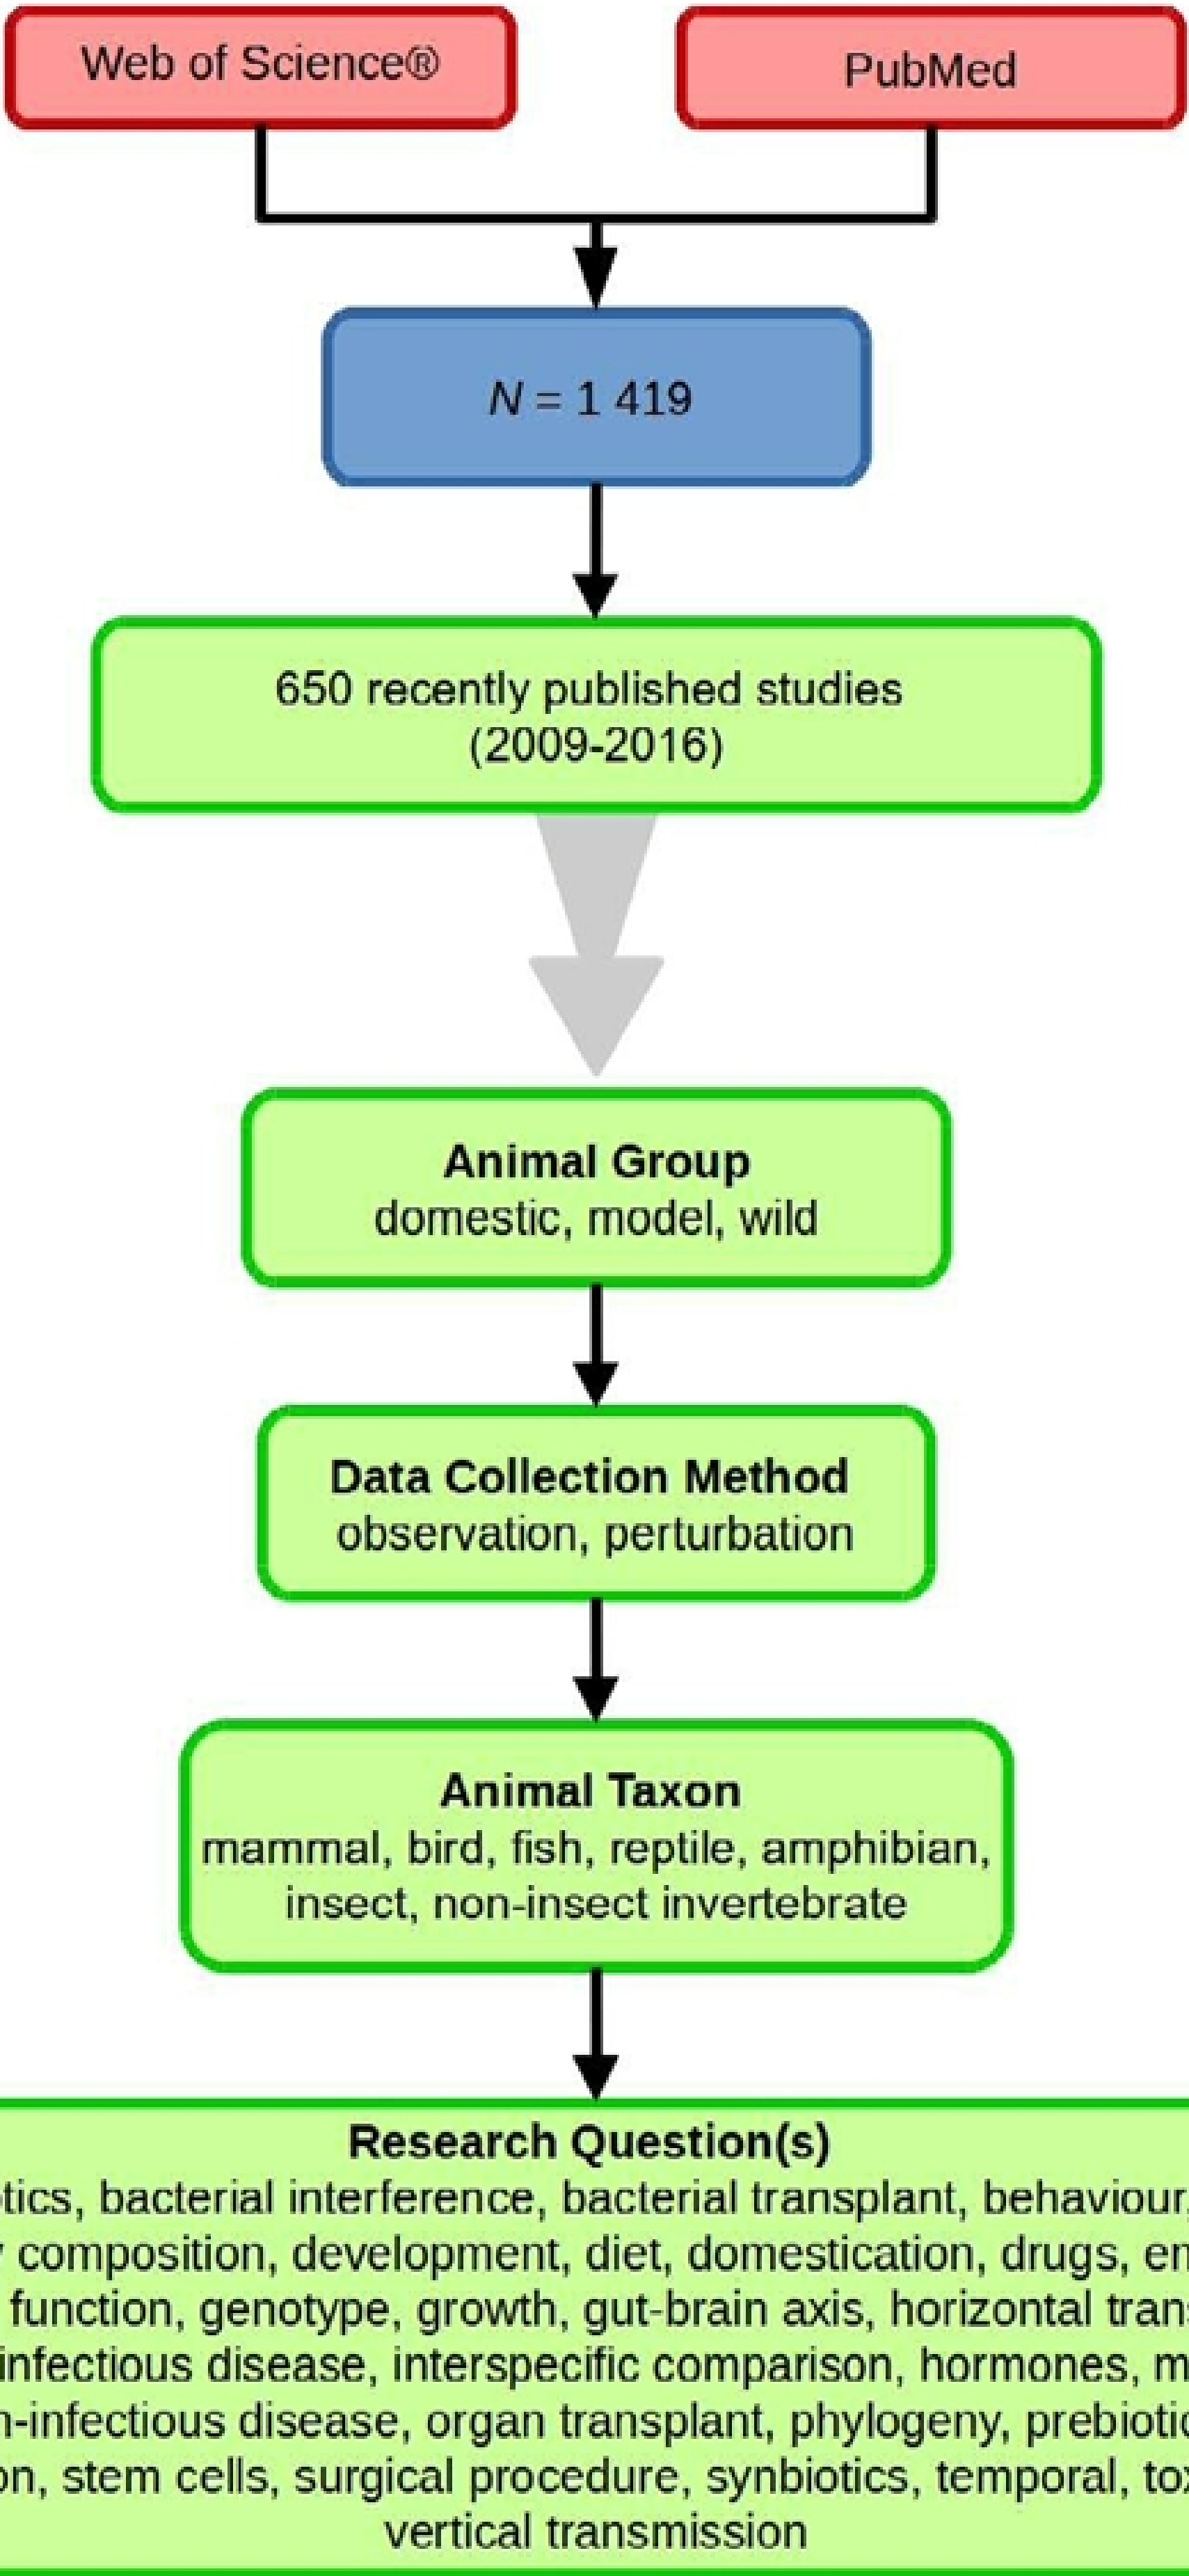 Web of Science®
PubMed
N = 1 419
650 recently published studies
(2009-2016)
Animal Group
domestic, model, wild
Data Collection Method
observation, perturbation
Animal Taxon
mammal, bird, fish, reptile, amphibian,
insect, non-insect invertebrate
Research Question(s)
bacterial interference, bacterial transplant, behaviour,
composition, development, diet, domestication, drugs,
function, genotype, growth, gut-brain axis, horizontal
infectious disease, interspecific comparison, hormones,
-infectious disease, organ transplant, phylogeny,
stem cells, surgical procedure, synbiotics, temporal,
vertical transmission